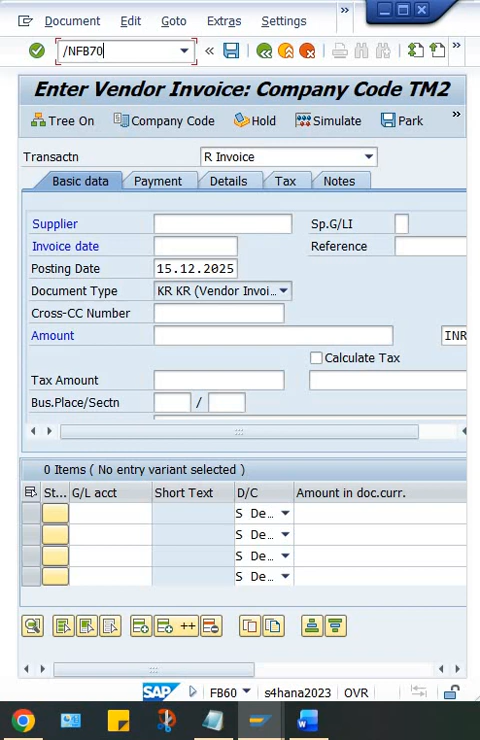 Document Edit Goto Extras Settings »
/NFB70 « »
Enter Vendor Invoice: Company Code TM2
Tree On Company Code Hold Simulate Park »
Transactn R Invoice
Basic data Payment Details Tax Notes
Supplier Sp.G/LI
Invoice date Reference
Posting Date 15.12.2025
Document Type KR KR (Vendor Invoi...
Cross-CC Number
Amount INR
Calculate Tax
Tax Amount
Bus.Place/Sectn /
0 Items ( No entry variant selected )
St... G/L acct Short Text D/C Amount in doc.curr.
S De...
S De...
S De...
S De...
++
SAP FB60 s4hana2023 OVR